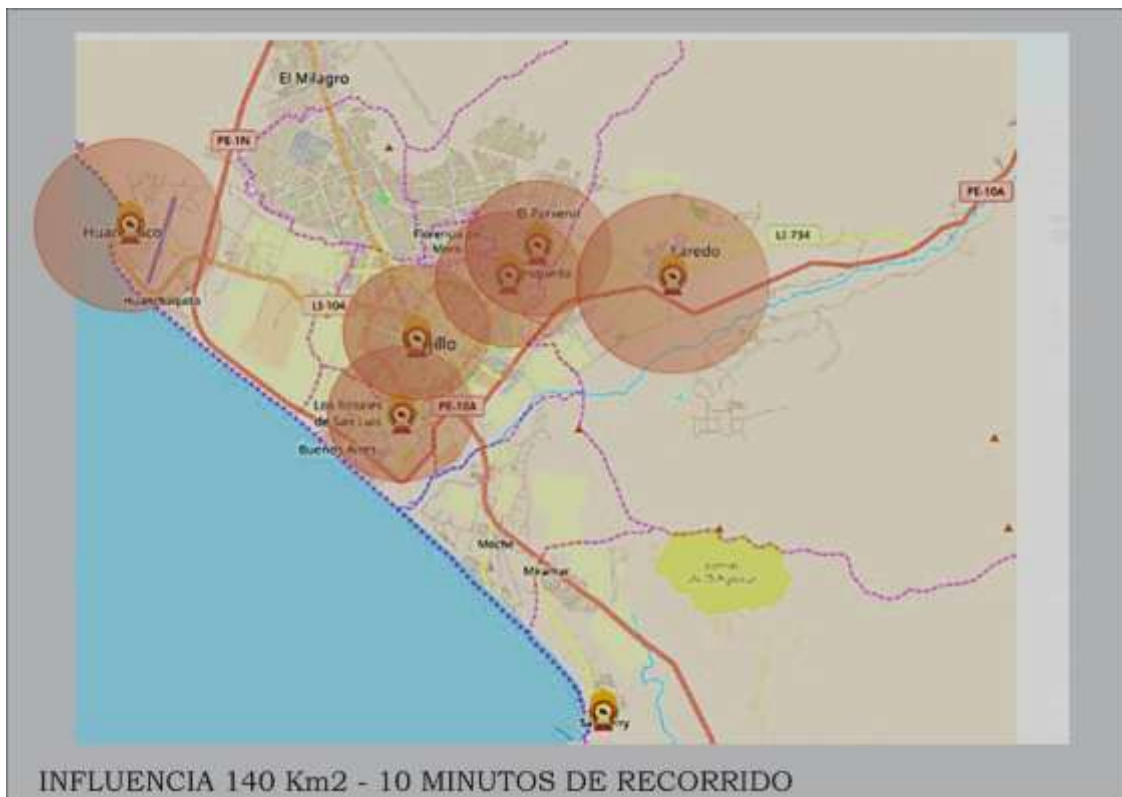 El Milagro
PE-1N
PE-10A
El Porvenir
LI-734
Laredo
Huanchaquito
LI-104
PE-10A
Los Rosales
de San Luis
Buenos Aires
Moche
Miramar
INFLUENCIA 140 Km2 - 10 MINUTOS DE RECORRIDO